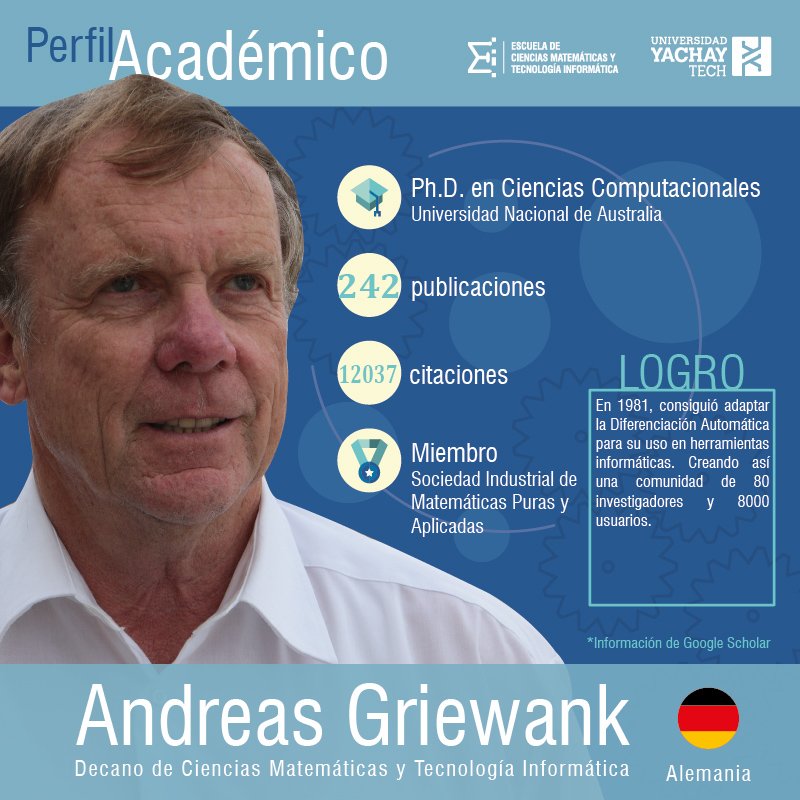 Perfil Académico
ESCUELA DE
CIENCIAS MATEMÁTICAS Y
TECNOLOGÍA INFORMÁTICA
UNIVERSIDAD
YACHAY
TECH
Ph.D. en Ciencias Computacionales
Universidad Nacional de Australia
242 publicaciones
12037 citaciones
Miembro
Sociedad Industrial de
Matemáticas Puras y
Aplicadas
LOGRO
En 1981, consiguió adaptar
la Diferenciación Automática
para su uso en herramientas
informáticas. Creando así
una comunidad de 80
investigadores y 8000
usuarios.
*Información de Google Scholar
Andreas Griewank
Decano de Ciencias Matemáticas y Tecnología Informática
Alemania